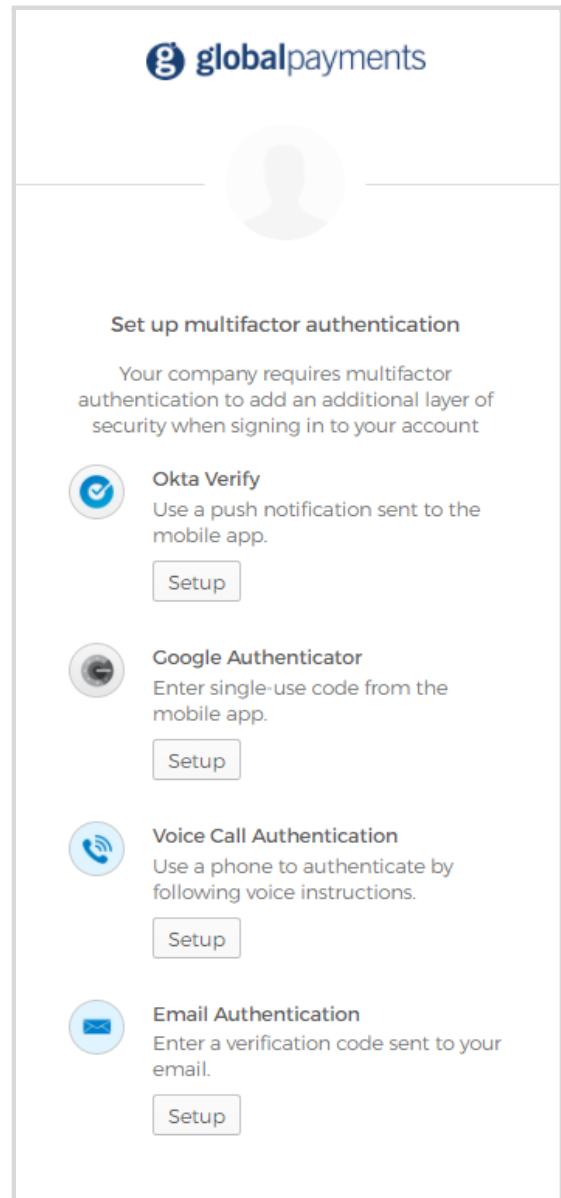 globalpayments
Set up multifactor authentication
Your company requires multifactor
authentication to add an additional layer of
security when signing in to your account
Okta Verify
Use a push notification sent to the
mobile app.
Setup
Google Authenticator
Enter single-use code from the
mobile app.
Setup
Voice Call Authentication
Use a phone to authenticate by
following voice instructions.
Setup
Email Authentication
Enter a verification code sent to your
email.
Setup